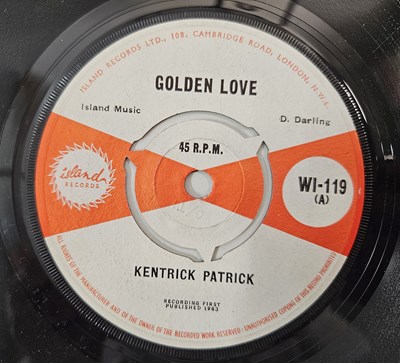 ISLAND RECORDS LTD., 108, CAMBRIDGE ROAD, LONDON, N.W.6.
GOLDEN LOVE
Island Music
D. Darling
45 R.P.M.
island
RECORDS
WI-119
(A)
KENTRICK PATRICK
RECORDING FIRST
PUBLISHED 1963
ALL RIGHTS OF THE MANUFACTURER AND OF THE OWNER OF THE RECORDED WORK RESERVED · UNAUTHORISED COPYING OF THIS RECORD PROHIBITED